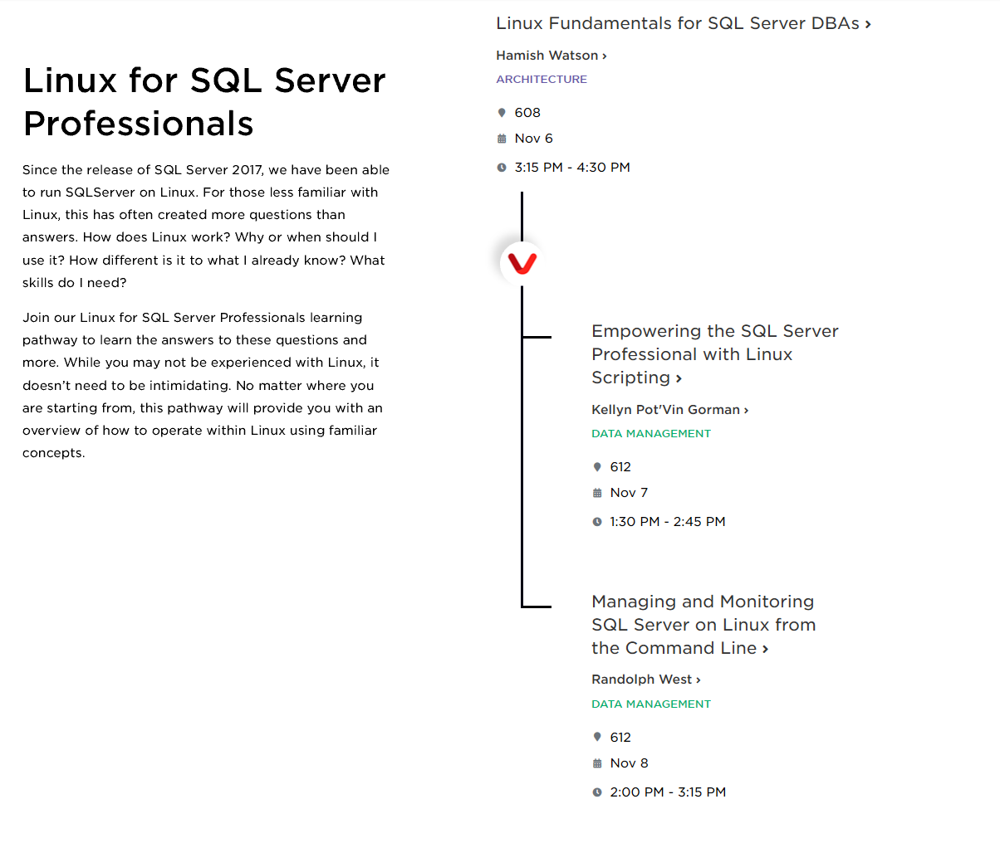 Linux for SQL Server
Professionals
Since the release of SQL Server 2017, we have been able
to run SQLServer on Linux. For those less familiar with
Linux, this has often created more questions than
answers. How does Linux work? Why or when should I
use it? How different is it to what I already know? What
skills do I need?
Join our Linux for SQL Server Professionals learning
pathway to learn the answers to these questions and
more. While you may not be experienced with Linux, it
doesn’t need to be intimidating. No matter where you
are starting from, this pathway will provide you with an
overview of how to operate within Linux using familiar
concepts.
Linux Fundamentals for SQL Server DBAs ›
Hamish Watson ›
ARCHITECTURE
608
Nov 6
3:15 PM - 4:30 PM
Empowering the SQL Server
Professional with Linux
Scripting ›
Kellyn Pot'Vin Gorman ›
DATA MANAGEMENT
612
Nov 7
1:30 PM - 2:45 PM
Managing and Monitoring
SQL Server on Linux from
the Command Line ›
Randolph West ›
DATA MANAGEMENT
612
Nov 8
2:00 PM - 3:15 PM